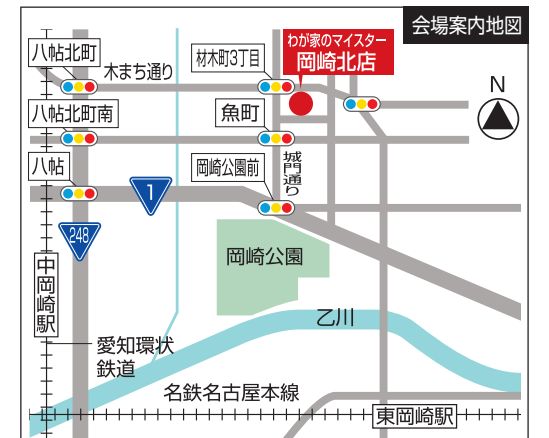 会場案内地図
わが家のマイスター
岡崎北店
八帖北町
木まち通り
材木町3丁目
N
八帖北町南
魚町
八帖
岡崎公園前
城門通り
1
248
岡崎公園
中岡崎駅
乙川
愛知環状
鉄道
名鉄名古屋本線
東岡崎駅